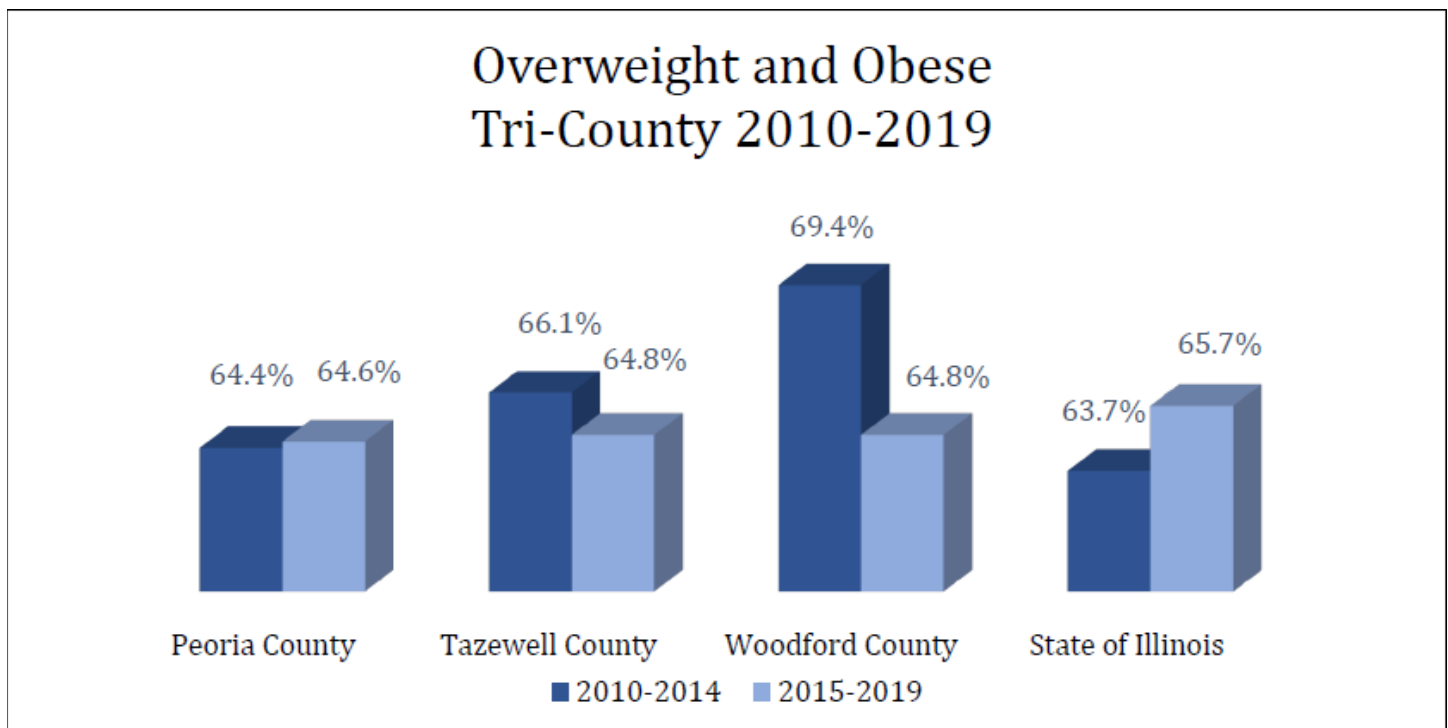 Overweight and Obese
Tri-County 2010-2019
69.4%
66.1%
64.4%
64.6%
64.8%
64.8%
63.7%
65.7%
Peoria County
Tazewell County
Woodford County
State of Illinois
2010-2014
2015-2019